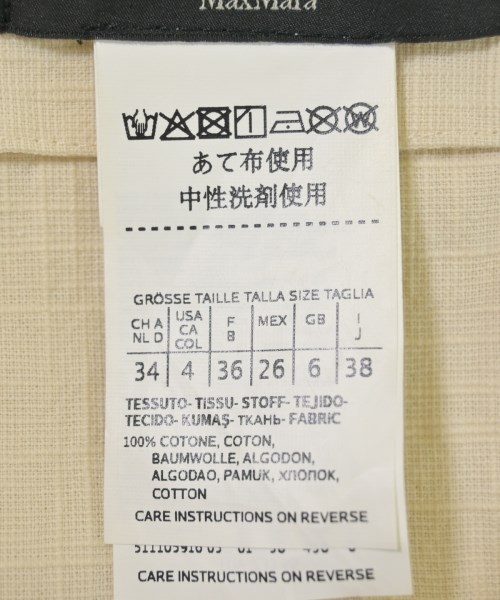 MaxMara
あて布使用
中性洗剤使用
GRÖSSE TAILLE TALLA SIZE TAGLIA
CH A NL D USA CA COL F B MEX GB I J
34 4 36 26 6 38
TESSUTO- TISSU- STOFF- TEJIDO-
TECIDO- KUMAŞ- ТКАНЬ- FABRIC
100% COTONE, COTON,
BAUMWOLLE, ALGODON,
ALGODAO, PAMUK, ХЛОПОК,
COTTON
CARE INSTRUCTIONS ON REVERSE
CARE INSTRUCTIONS ON REVERSE